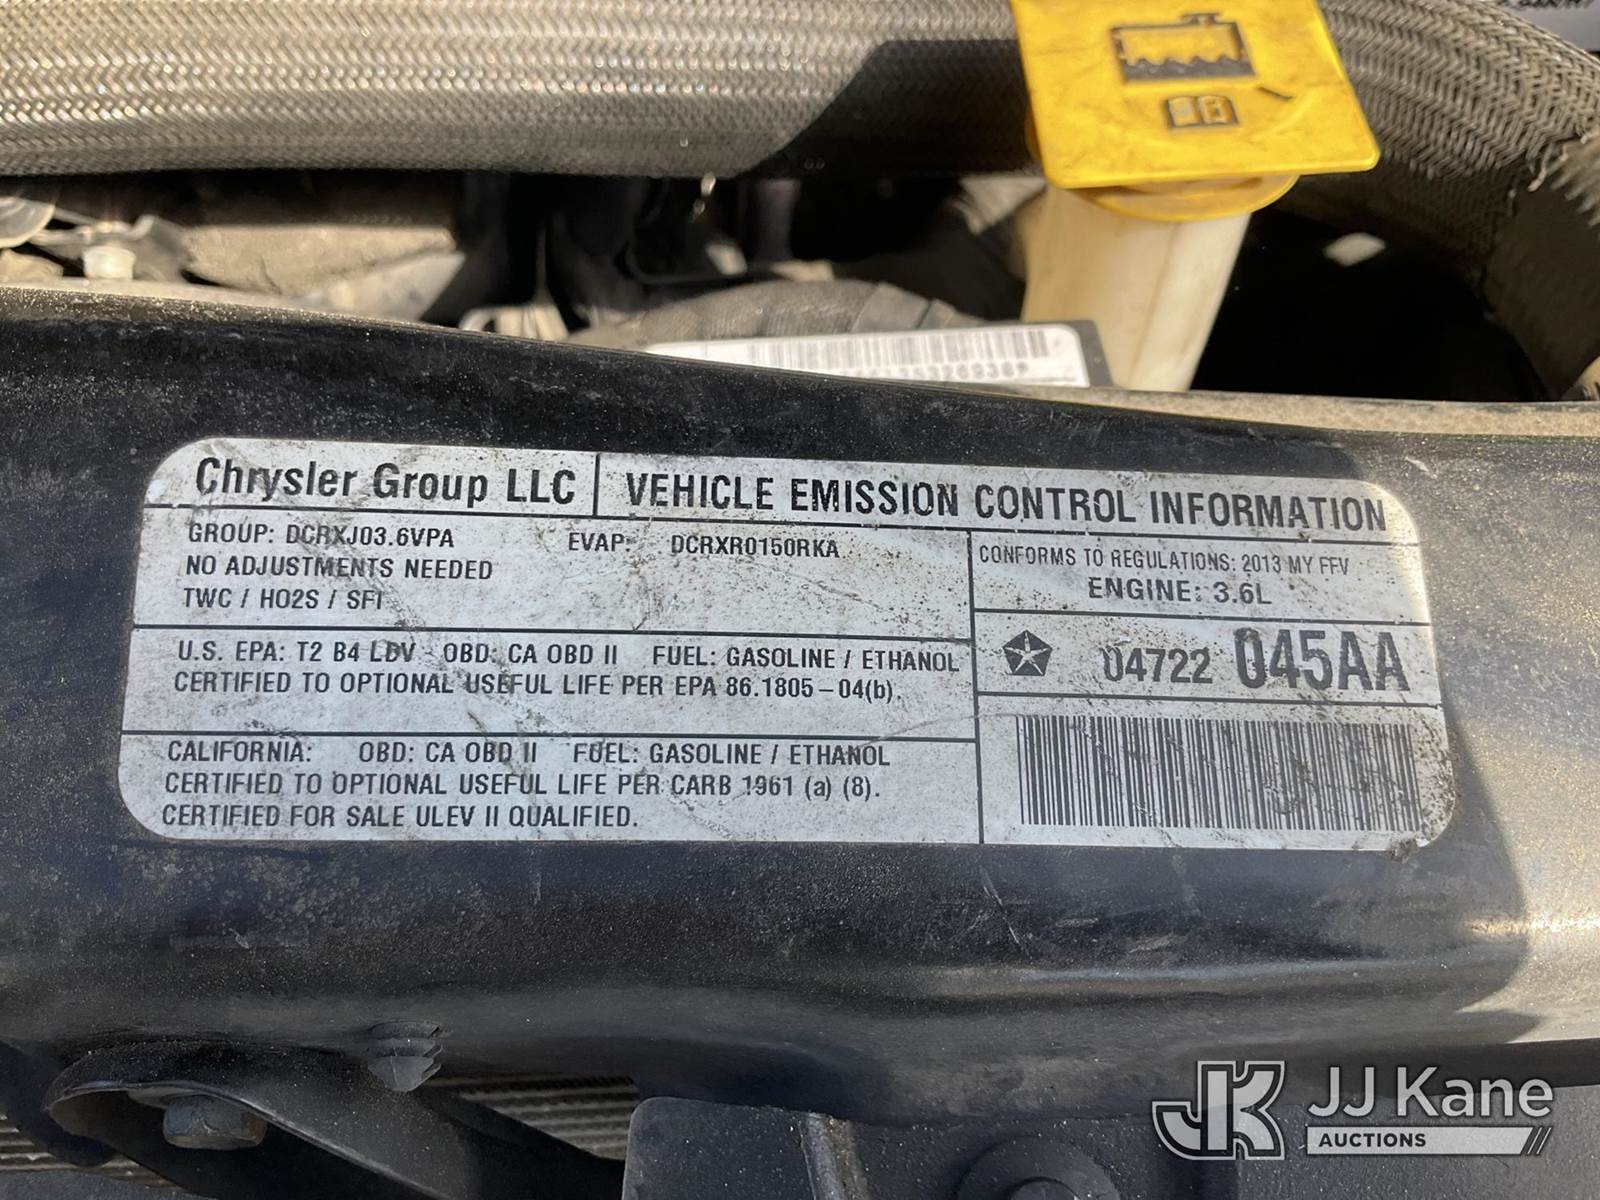 Chrysler Group LLC
VEHICLE EMISSION CONTROL INFORMATION
GROUP: DCRXJ03.6VPA EVAP: DCRXR0150RKA
NO ADJUSTMENTS NEEDED
TWC / HO2S / SFI
CONFORMS TO REGULATIONS: 2013 MY FFV
ENGINE: 3.6L
U.S. EPA: T2 B4 LDV OBD: CA OBD II FUEL: GASOLINE / ETHANOL
CERTIFIED TO OPTIONAL USEFUL LIFE PER EPA 86.1805-04(b).
04722 045AA
CALIFORNIA: OBD: CA OBD II FUEL: GASOLINE / ETHANOL
CERTIFIED TO OPTIONAL USEFUL LIFE PER CARB 1961 (a) (8).
CERTIFIED FOR SALE ULEV II QUALIFIED.
JK JJ Kane
AUCTIONS